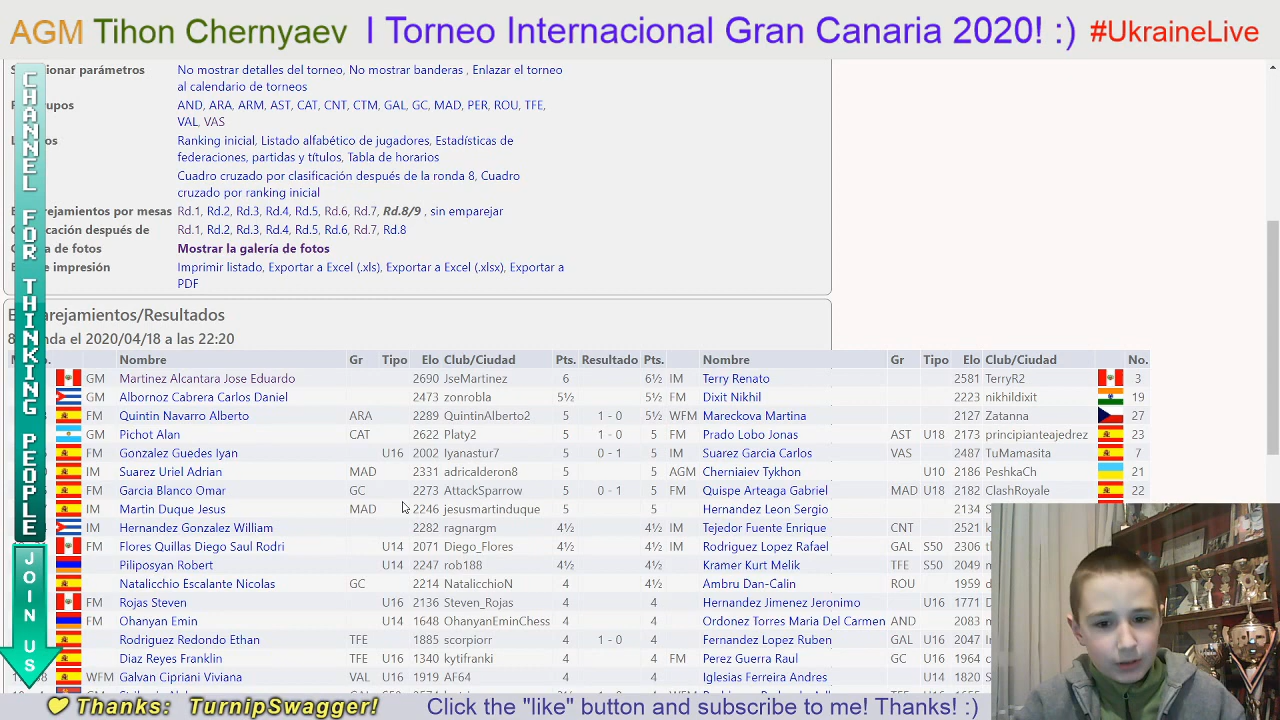 AGM Tihon Chernyaev I Torneo Internacional Gran Canaria 2020! :) #UkraineLive
CHANNEL FOR THINKING PEOPLE
JOIN US
parámetros No mostrar detalles del torneo, No mostrar banderas , Enlazar el torneo
al calendario de torneos
AND, ARA, ARM, AST, CAT, CNT, CTM, GAL, GC, MAD, PER, ROU, TFE,
VAL, VAS
Ranking inicial, Listado alfabético de jugadores, Estadísticas de
federaciones, partidas y títulos, Tabla de horarios
Cuadro cruzado por clasificación después de la ronda 8, Cuadro
cruzado por ranking inicial
por mesas Rd.1, Rd.2, Rd.3, Rd.4, Rd.5, Rd.6, Rd.7, Rd.8/9 , sin emparejar
después de Rd.1, Rd.2, Rd.3, Rd.4, Rd.5, Rd.6, Rd.7, Rd.8
de fotos Mostrar la galería de fotos
impresión Imprimir listado, Exportar a Excel (.xls), Exportar a Excel (.xlsx), Exportar a
PDF
arejamientos/Resultados
8 nda el 2020/04/18 a las 22:20
Nombre Gr Tipo Elo Club/Ciudad Pts. Resultado Pts. Nombre Gr Tipo Elo Club/Ciudad No.
GM Martinez Alcantara Jose Eduardo 2690 JseMartinez 6 6½ IM Terry Renato 2581 TerryR2 3
GM Albornoz Cabrera Carlos Daniel 2473 zonrobla 5½ 5½ Dixit Nikhil 2223 nikhildixit 19
FM Quintin Navarro Alberto ARA 2289 QuintinAlberto2 5 1 - 0 5½ WFM Mareckova Martina 2127 Zatanna 27
GM Pichot Alan CAT 2622 Platy2 5 1 - 0 5 FM Prado Lobo Jonas AST U18 2173 principianteajedrez 23
FM Gonzalez Guedes Iyan U16 2002 Iyanastur7 5 0 - 1 5 IM Suarez Garcia Carlos VAS 2487 TuMamasita 7
IM Suarez Uriel Adrian MAD 2331 adricalderon8 5 5 AGM Cherniaiev Tykhon U10 2186 PeshkaCh 21
FM Garcia Blanco Omar GC 2173 AttackSparrow 5 0 - 1 5 FM Quispe Arteaga Gabriel MAD U18 2182 ClashRoyale 22
IM Martin Duque Jesus MAD 2246 jesusmartinduque 5 5 Hernandez Leon Sergio 2134
IM Hernandez Gonzalez William 2282 ragnargm 4½ 4½ IM Tejedor Fuente Enrique CNT 2521
FM Flores Quillas Diego Saul Rodri U14 2071 Diego_Flores 4½ 4½ IM Rodriguez Lopez Rafael GAL S50 2306
Piliposyan Robert U14 2247 rob188 4½ 4½ Kramer Kurt Melik TFE S50 2049
Natalicchio Escalante Nicolas GC 2214 NatalicchioN 4 4½ Ambru Dan-Calin ROU 1959
FM Rojas Steven U16 2136 Steven_Rojas 4 4 Hernandez Jimenez Jeronimo U16 1771
FM Ohanyan Emin U14 1648 OhanyanEminChess 4 4 Ordonez Torres Maria Del Carmen AND 2083
Rodriguez Redondo Ethan TFE 1885 scorpiorr 4 1 - 0 4 Fernandez Lopez Ruben GAL U16 2047
Diaz Reyes Franklin TFE U16 1340 kytifranki 4 4 FM Perez Guerra Raul GC U16 1964
WFM Galvan Cipriani Viviana VAL U16 1919 AF64 4 4 Iglesias Ferreira Andres U14 1820
Thanks: TurnipSwagger! Click the "like" button and subscribe to me! Thanks! :)